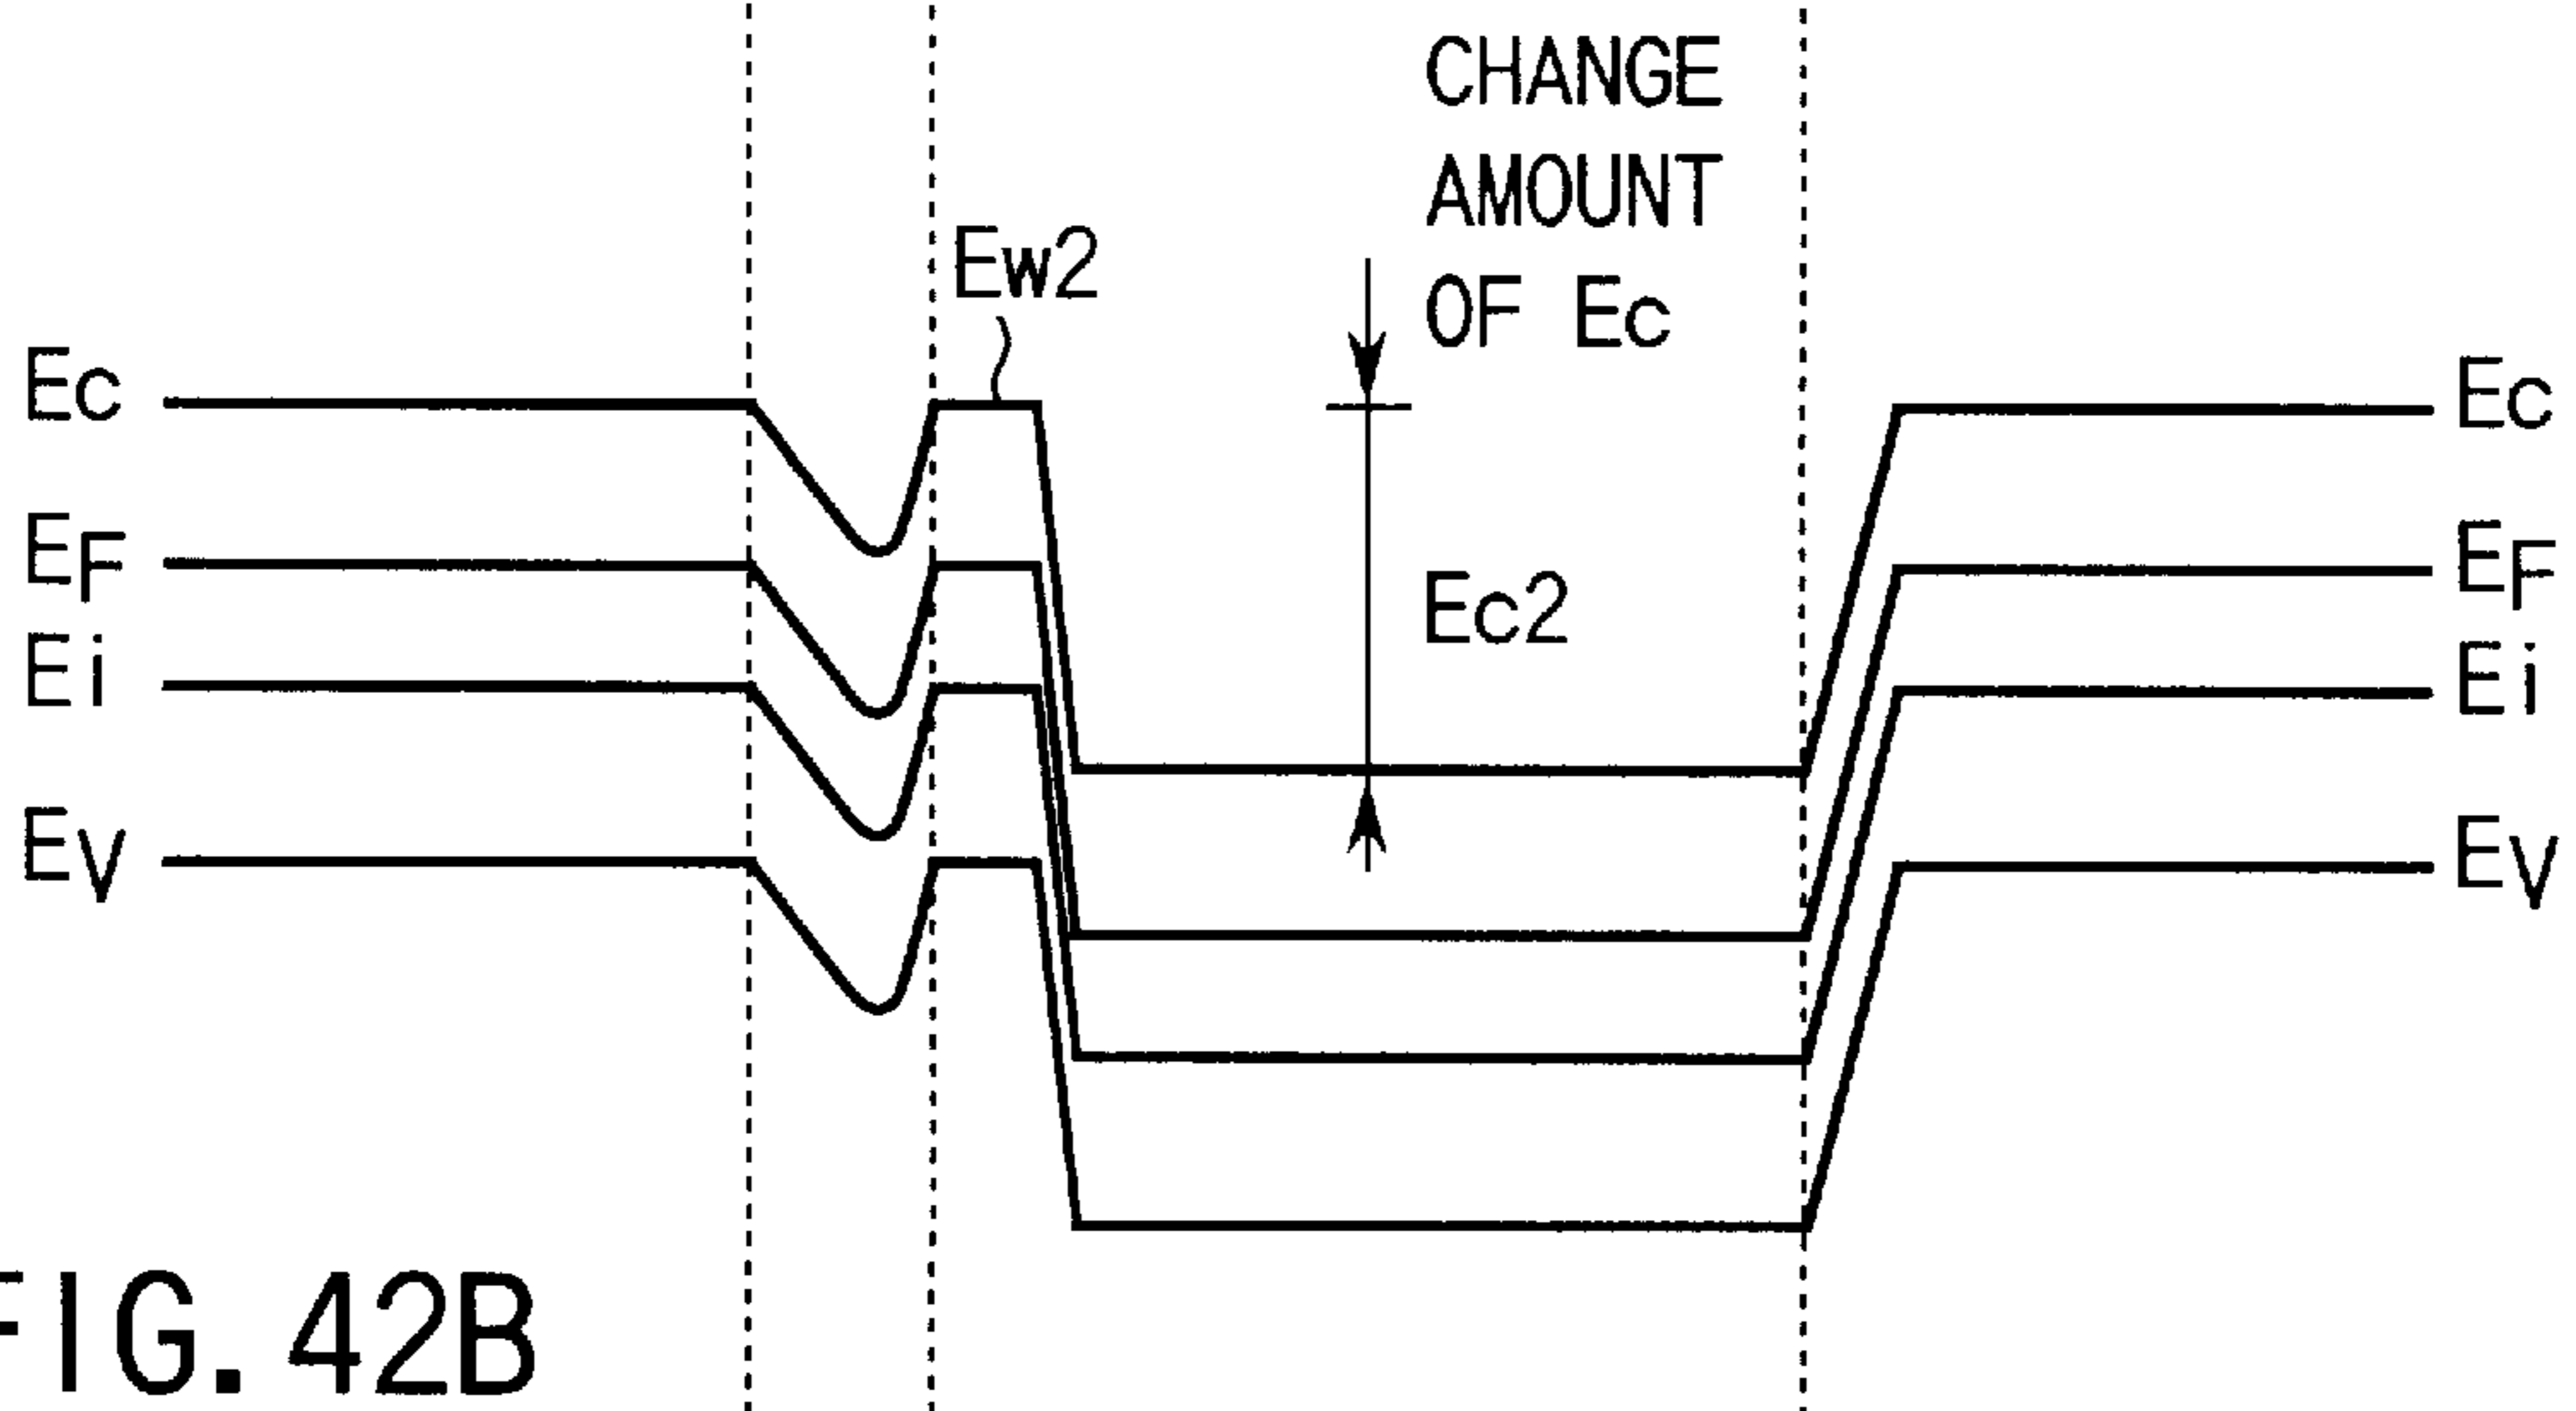 CHANGE
AMOUNT
OF Ec
Ew2
Ec
Ec
EF
EF
Ec2
Ei
Ei
EV
EV
FIG. 42B